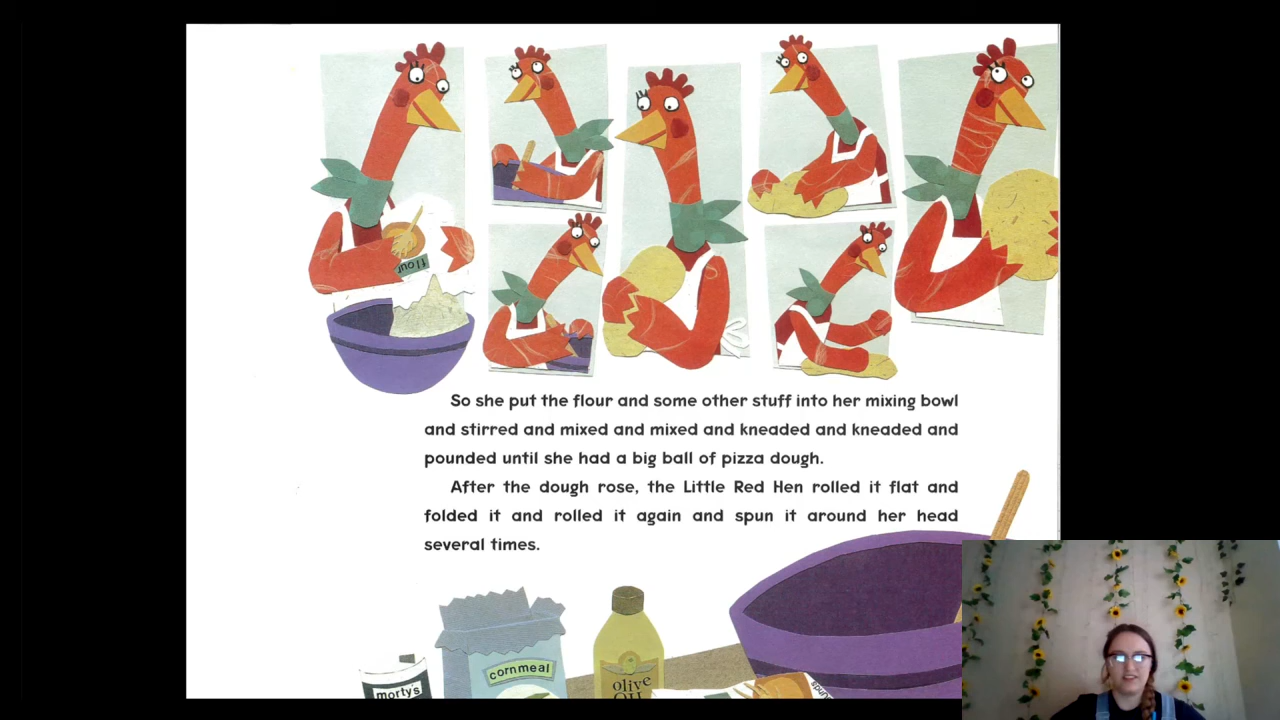 flour
So she put the flour and some other stuff into her mixing bowl
and stirred and mixed and mixed and kneaded and kneaded and
pounded until she had a big ball of pizza dough.
After the dough rose, the Little Red Hen rolled it flat and
folded it and rolled it again and spun it around her head
several times.
cornmeal
morty's
olive
OIL